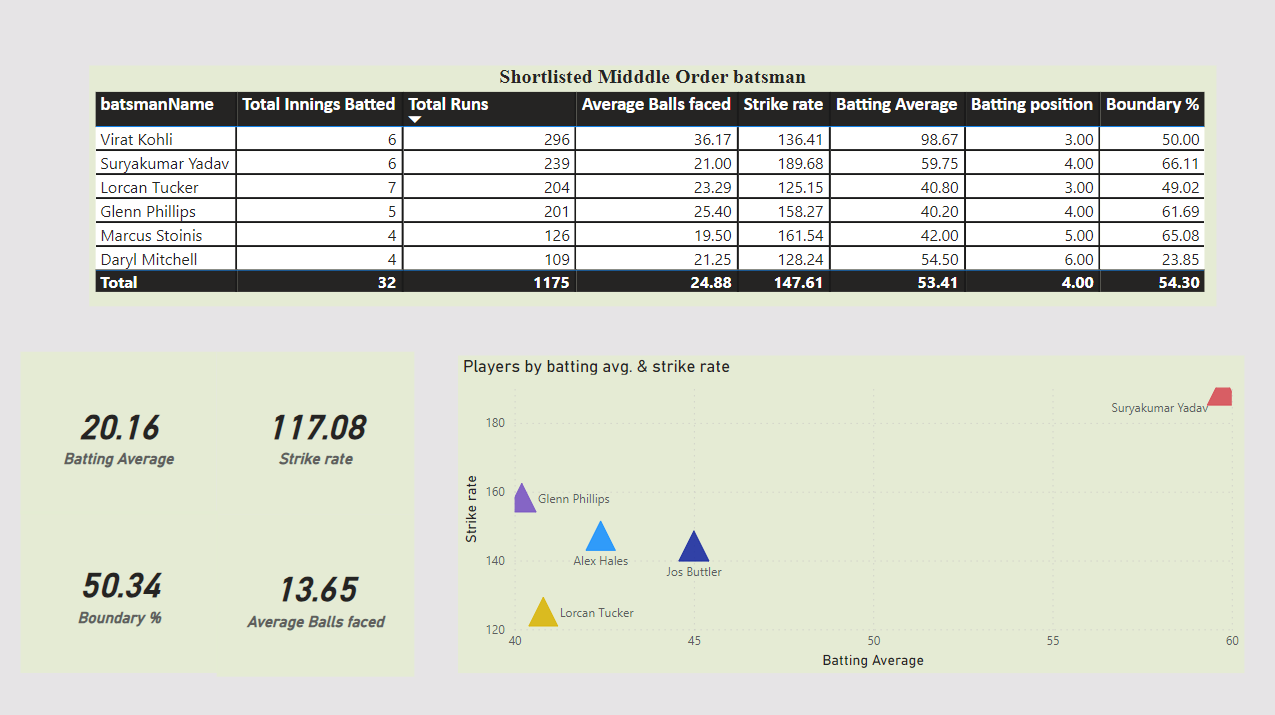 Shortlisted Midddle Order batsman
batsmanName Total Innings Batted Total Runs Average Balls faced Strike rate Batting Average Batting position Boundary %
Virat Kohli 6 296 36.17 136.41 98.67 3.00 50.00
Suryakumar Yadav 6 239 21.00 189.68 59.75 4.00 66.11
Lorcan Tucker 7 204 23.29 125.15 40.80 3.00 49.02
Glenn Phillips 5 201 25.40 158.27 40.20 4.00 61.69
Marcus Stoinis 4 126 19.50 161.54 42.00 5.00 65.08
Daryl Mitchell 4 109 21.25 128.24 54.50 6.00 23.85
Total 32 1175 24.88 147.61 53.41 4.00 54.30
20.16
Batting Average
117.08
Strike rate
50.34
Boundary %
13.65
Average Balls faced
Players by batting avg. & strike rate
Strike rate
180
160
140
120
Suryakumar Yadav
Glenn Phillips
Alex Hales
Jos Buttler
Lorcan Tucker
40 45 50 55 60
Batting Average